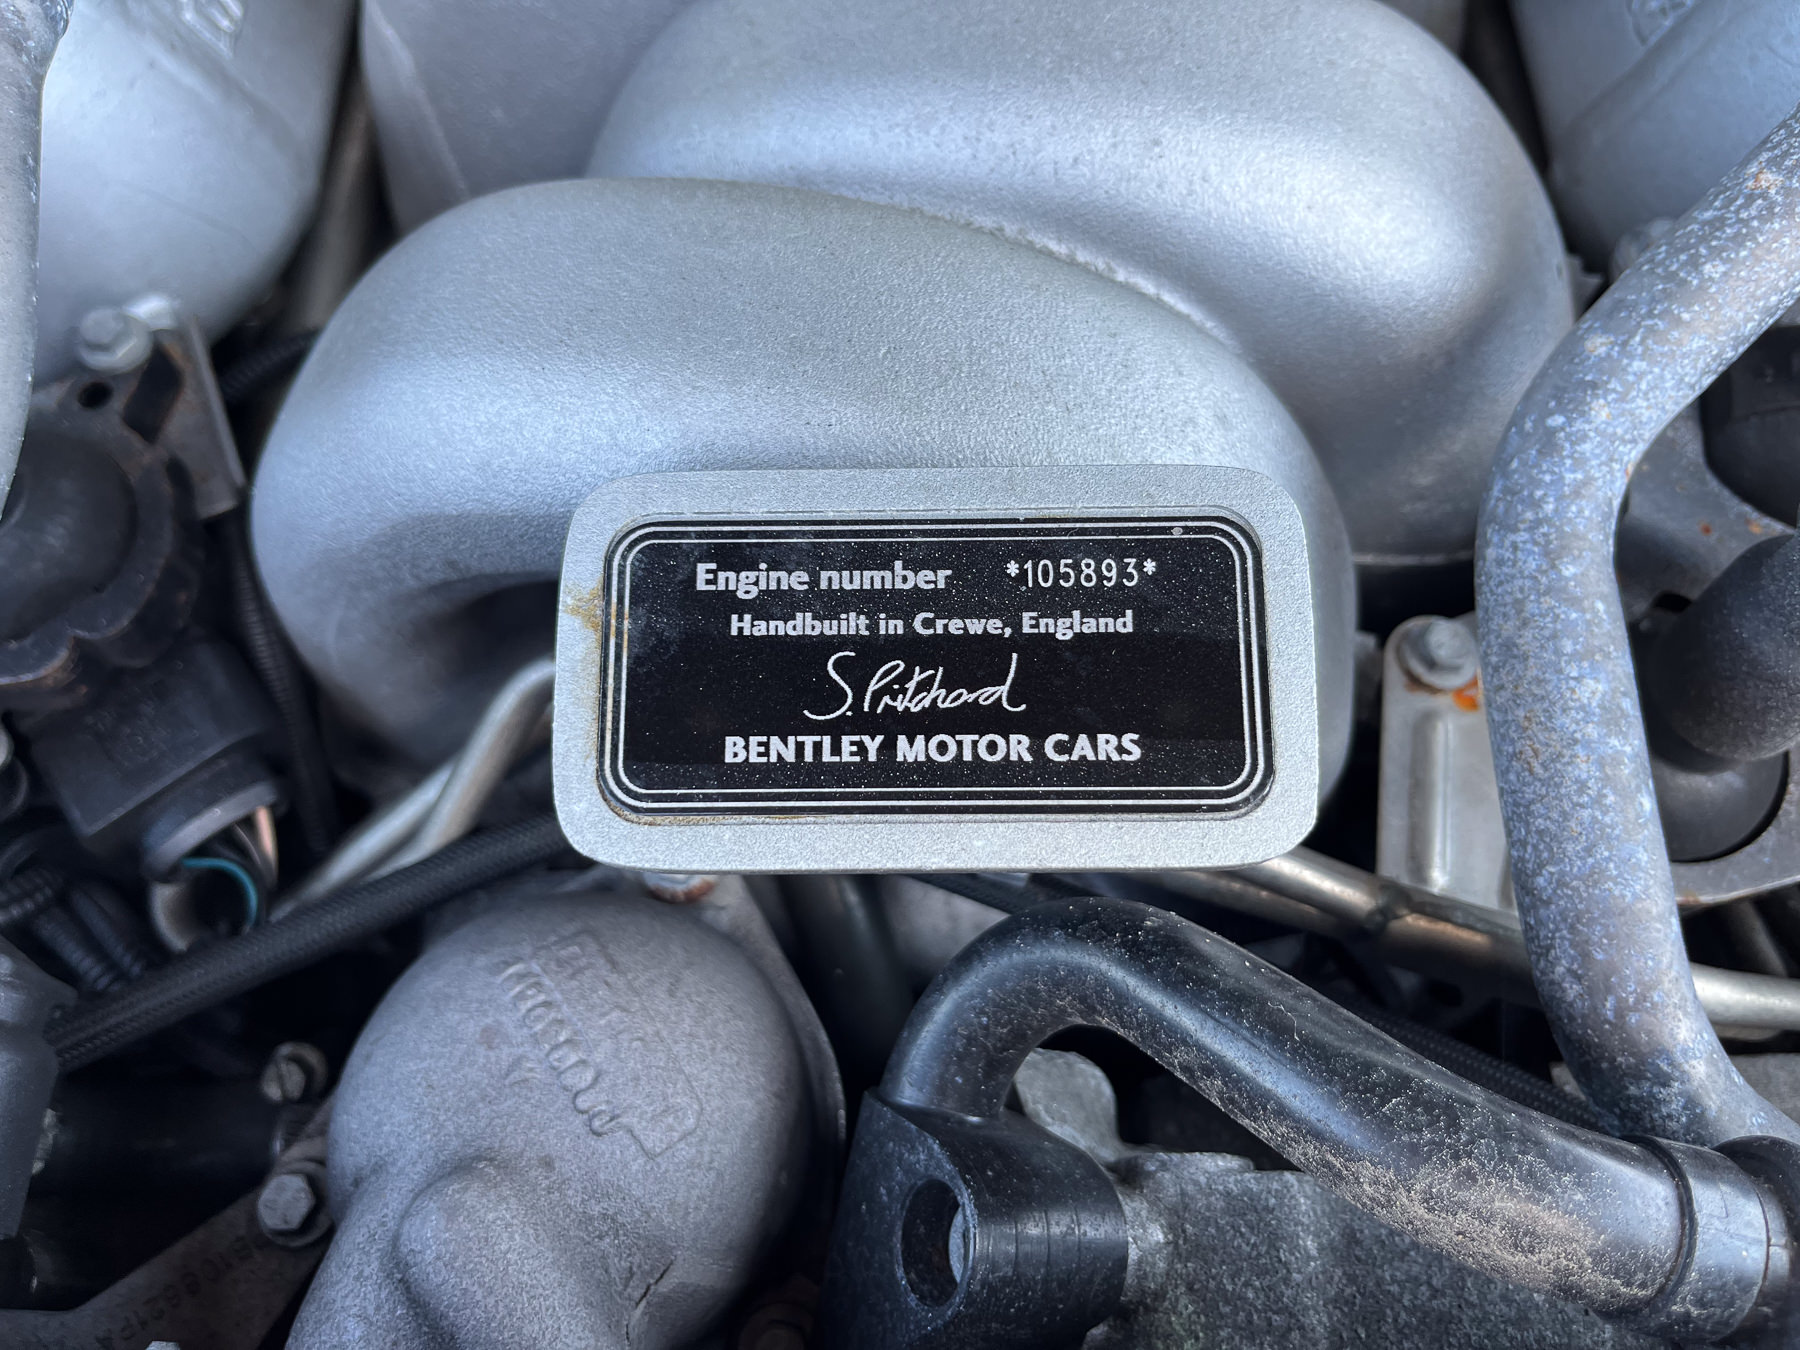 Engine number *105893*
Handbuilt in Crewe, England
S. Pritchard
BENTLEY MOTOR CARS